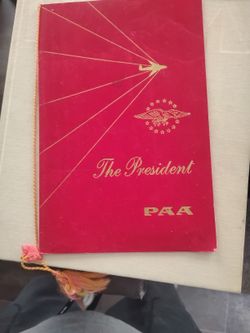 The President
PAA